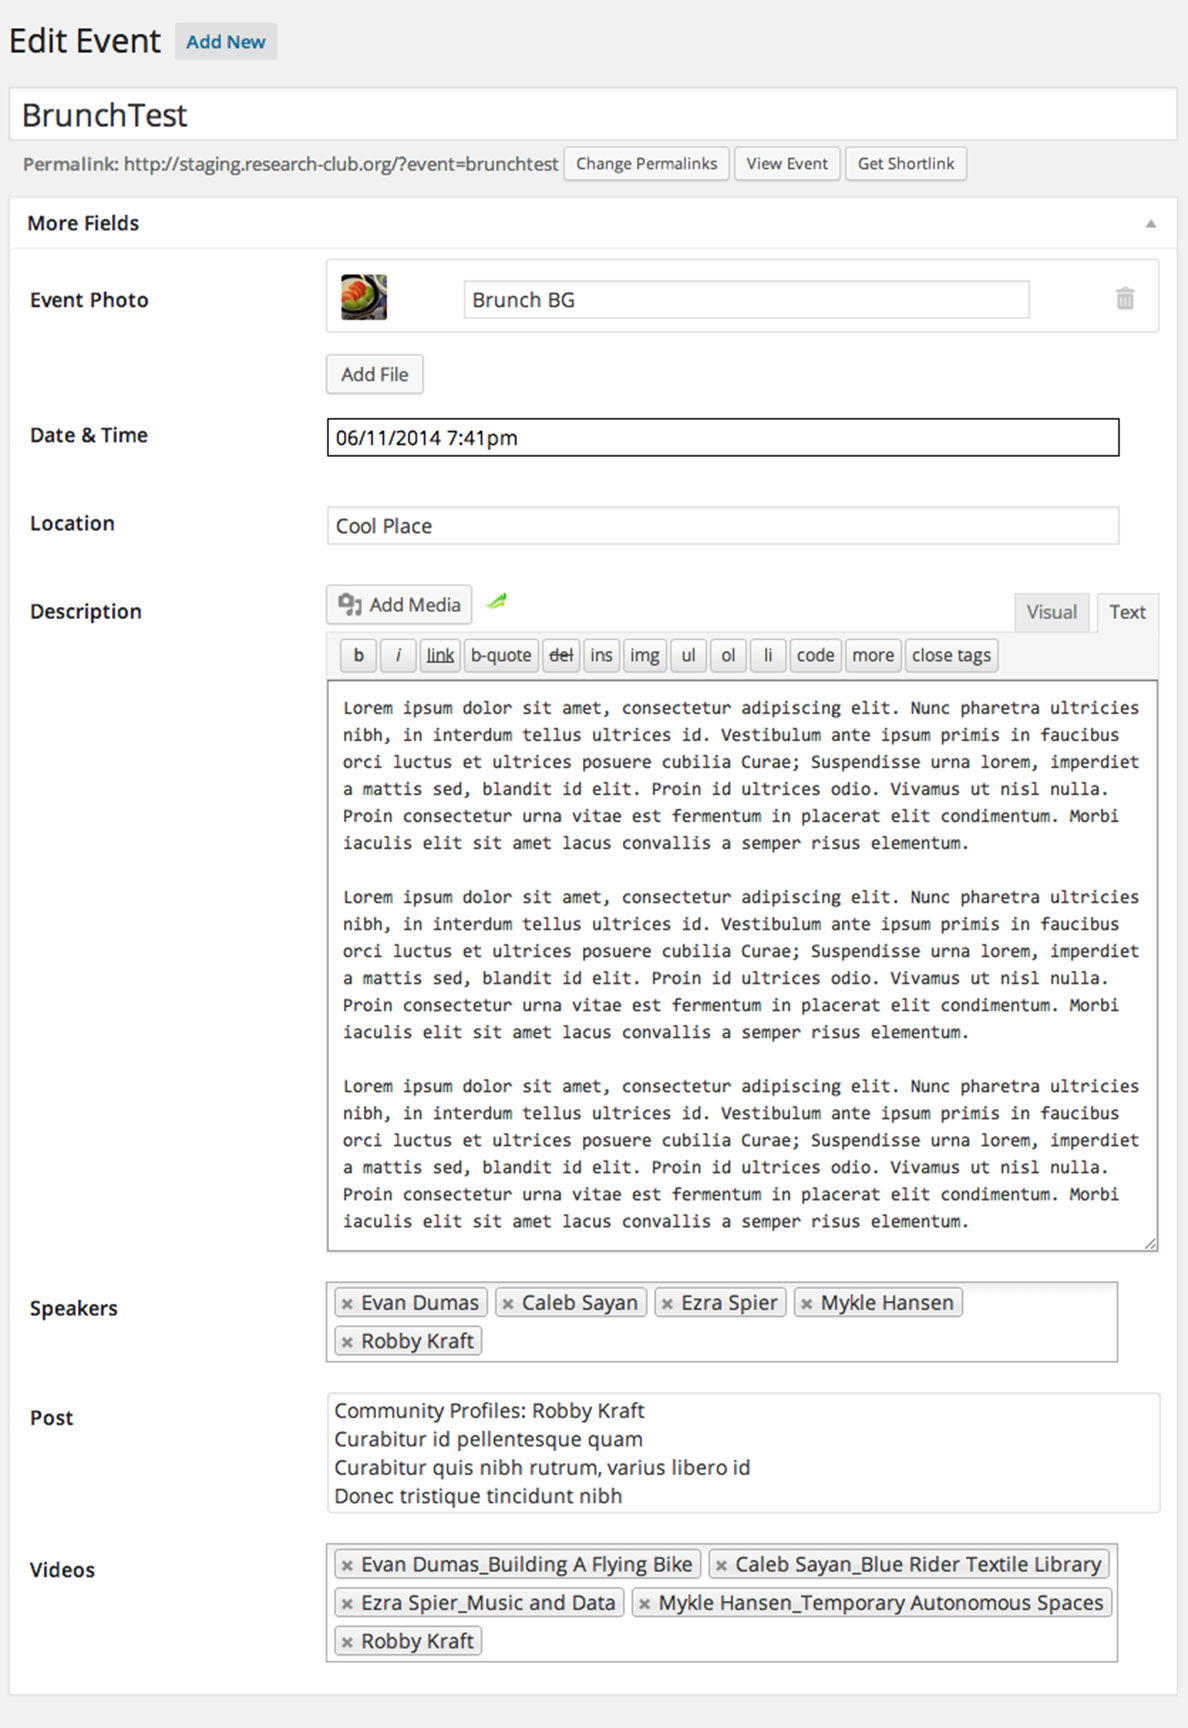 Edit Event Add New
BrunchTest
Permalink: http://staging.research-club.org/?event=brunchtest Change Permalinks View Event Get Shortlink
More Fields
Event Photo Brunch BG
Add File
Date & Time 06/11/2014 7:41pm
Location Cool Place
Description Add Media Visual Text
b i link b-quote del ins img ul ol li code more close tags
Lorem ipsum dolor sit amet, consectetur adipiscing elit. Nunc pharetra ultricies
nibh, in interdum tellus ultrices id. Vestibulum ante ipsum primis in faucibus
orci luctus et ultrices posuere cubilia Curae; Suspendisse urna lorem, imperdiet
a mattis sed, blandit id elit. Proin id ultrices odio. Vivamus ut nisl nulla.
Proin consectetur urna vitae est fermentum in placerat elit condimentum. Morbi
iaculis elit sit amet lacus convallis a semper risus elementum.
Lorem ipsum dolor sit amet, consectetur adipiscing elit. Nunc pharetra ultricies
nibh, in interdum tellus ultrices id. Vestibulum ante ipsum primis in faucibus
orci luctus et ultrices posuere cubilia Curae; Suspendisse urna lorem, imperdiet
a mattis sed, blandit id elit. Proin id ultrices odio. Vivamus ut nisl nulla.
Proin consectetur urna vitae est fermentum in placerat elit condimentum. Morbi
iaculis elit sit amet lacus convallis a semper risus elementum.
Lorem ipsum dolor sit amet, consectetur adipiscing elit. Nunc pharetra ultricies
nibh, in interdum tellus ultrices id. Vestibulum ante ipsum primis in faucibus
orci luctus et ultrices posuere cubilia Curae; Suspendisse urna lorem, imperdiet
a mattis sed, blandit id elit. Proin id ultrices odio. Vivamus ut nisl nulla.
Proin consectetur urna vitae est fermentum in placerat elit condimentum. Morbi
iaculis elit sit amet lacus convallis a semper risus elementum.
Speakers × Evan Dumas × Caleb Sayan × Ezra Spier × Mykle Hansen
× Robby Kraft
Post Community Profiles: Robby Kraft
Curabitur id pellentesque quam
Curabitur quis nibh rutrum, varius libero id
Donec tristique tincidunt nibh
Videos × Evan Dumas_Building A Flying Bike × Caleb Sayan_Blue Rider Textile Library
× Ezra Spier_Music and Data × Mykle Hansen_Temporary Autonomous Spaces
× Robby Kraft